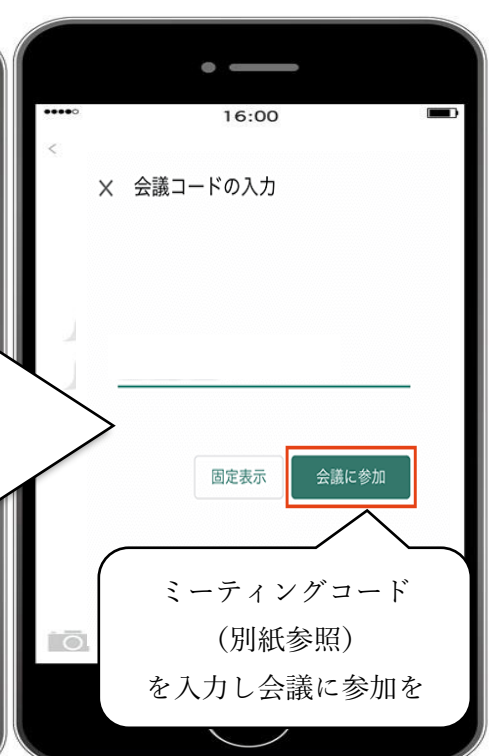 16:00
< 
X 会議コードの入力
固定表示 会議に参加
ミーティングコード
（別紙参照）
を入力し会議に参加を